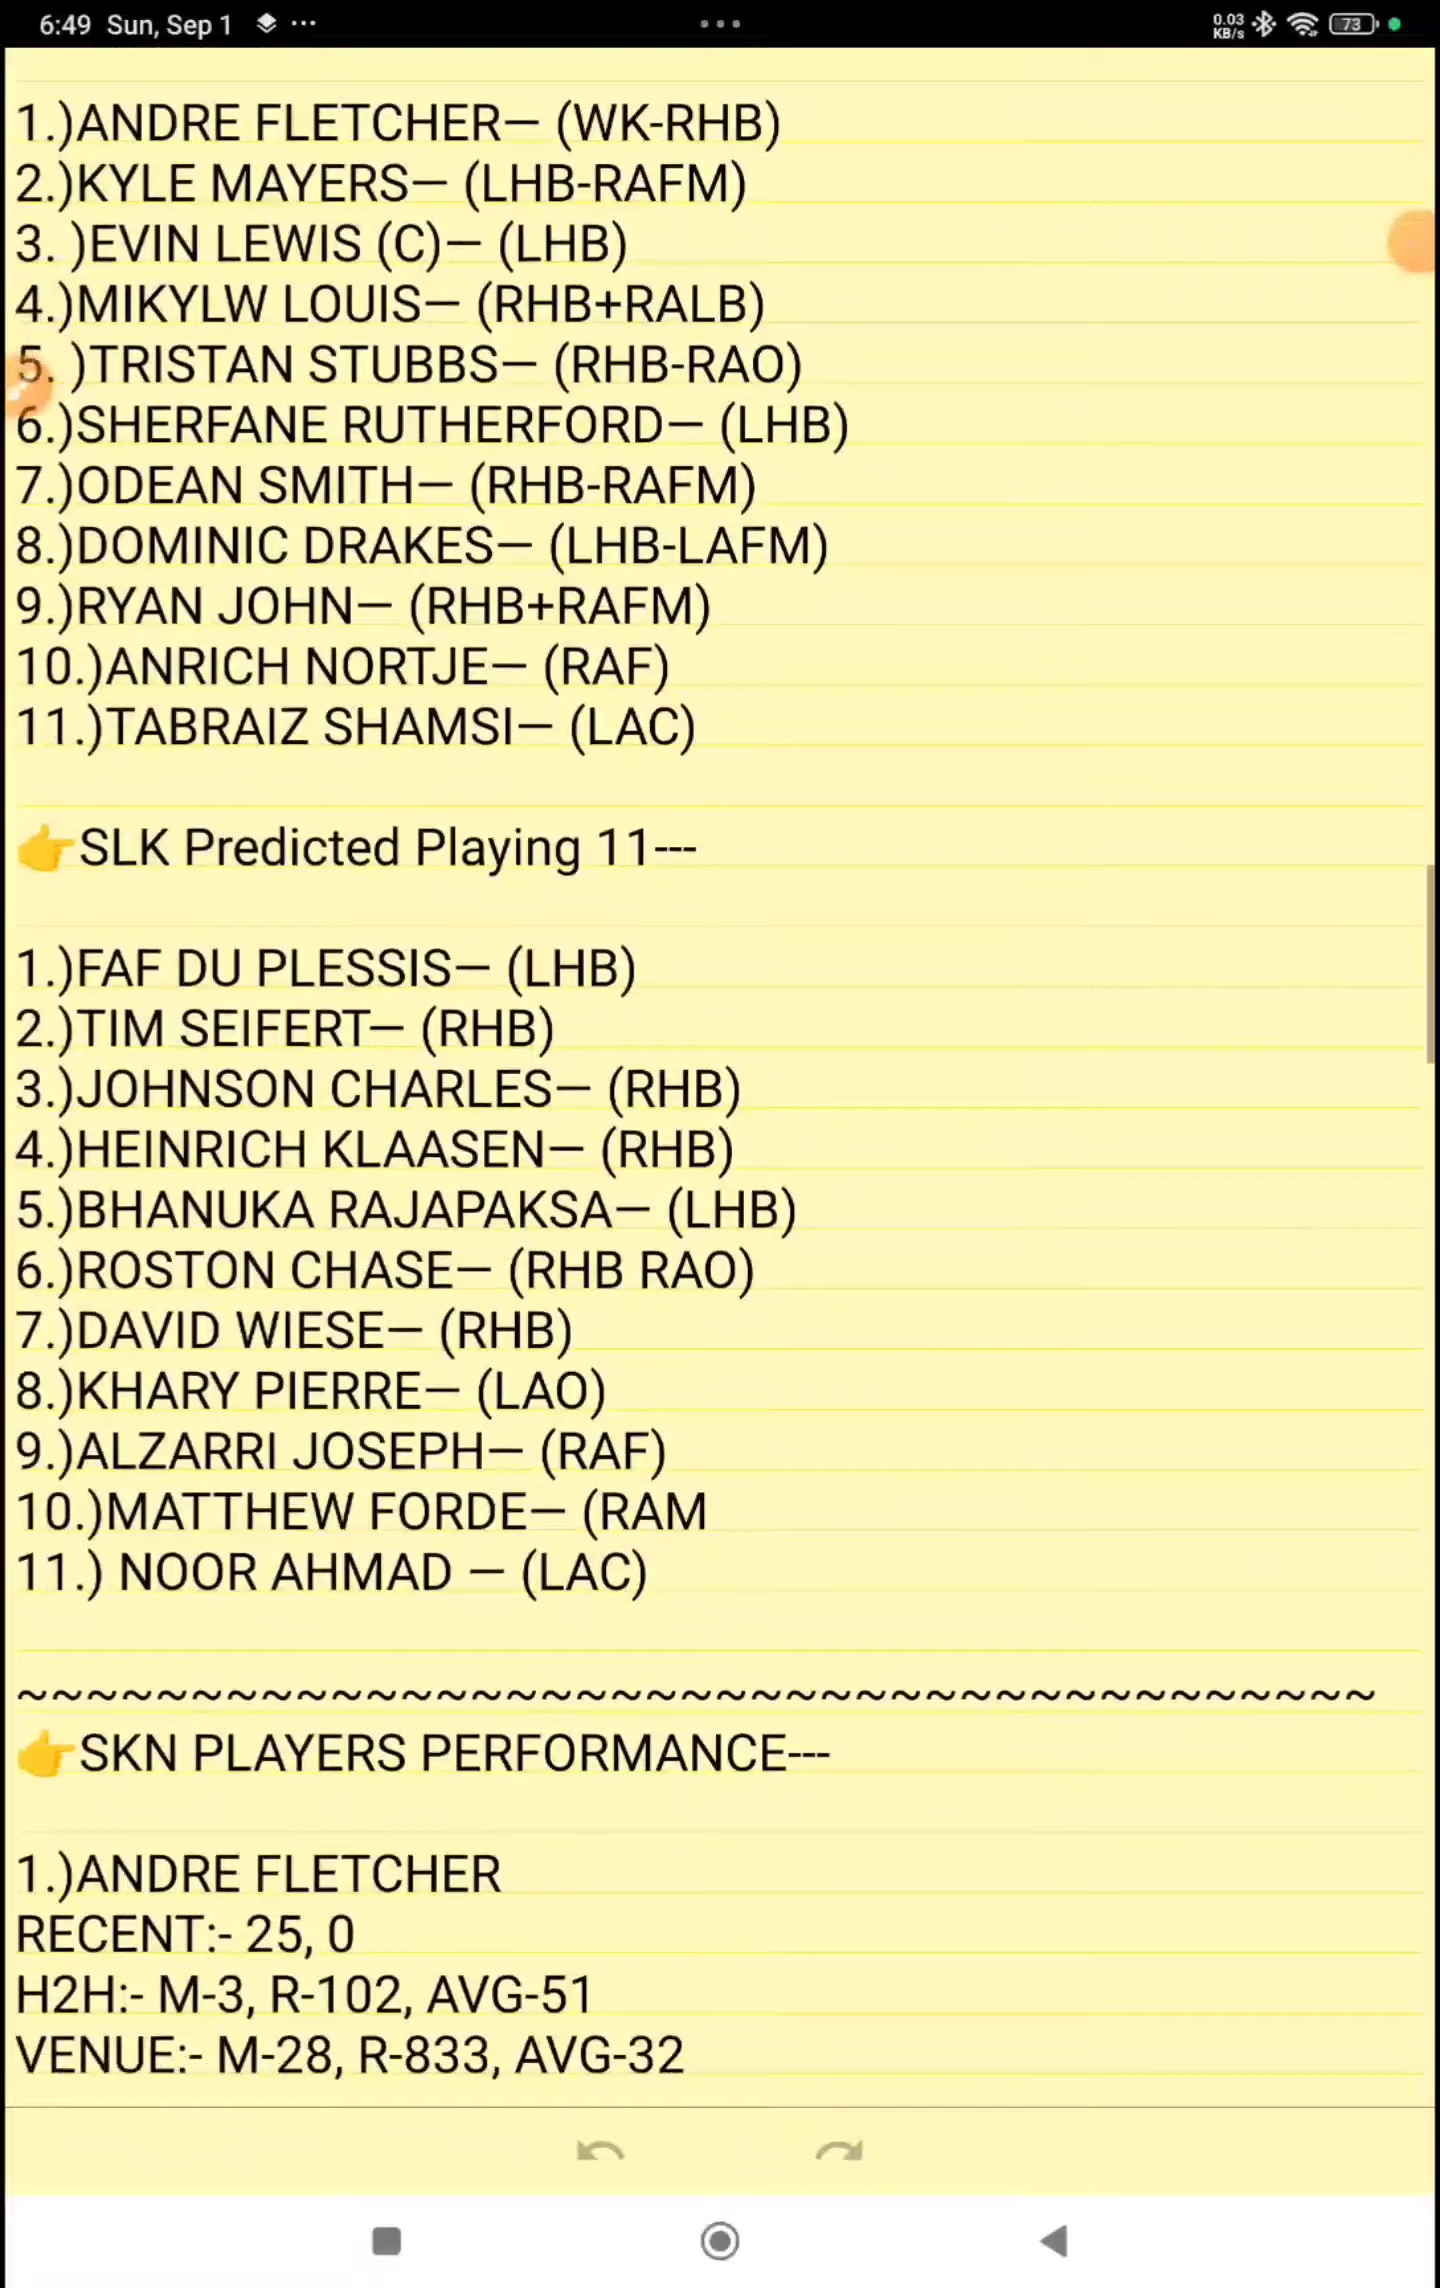 6:49 Sun, Sep 1
0.03 KB/s 73
1.)ANDRE FLETCHER— (WK-RHB)
2.)KYLE MAYERS— (LHB-RAFM)
3. )EVIN LEWIS (C)— (LHB)
4.)MIKYLW LOUIS— (RHB+RALB)
5. )TRISTAN STUBBS— (RHB-RAO)
6.)SHERFANE RUTHERFORD— (LHB)
7.)ODEAN SMITH— (RHB-RAFM)
8.)DOMINIC DRAKES— (LHB-LAFM)
9.)RYAN JOHN— (RHB+RAFM)
10.)ANRICH NORTJE— (RAF)
11.)TABRAIZ SHAMSI— (LAC)
👉SLK Predicted Playing 11---
1.)FAF DU PLESSIS— (LHB)
2.)TIM SEIFERT— (RHB)
3.)JOHNSON CHARLES— (RHB)
4.)HEINRICH KLAASEN— (RHB)
5.)BHANUKA RAJAPAKSA— (LHB)
6.)ROSTON CHASE— (RHB RAO)
7.)DAVID WIESE— (RHB)
8.)KHARY PIERRE— (LAO)
9.)ALZARRI JOSEPH— (RAF)
10.)MATTHEW FORDE— (RAM
11.) NOOR AHMAD — (LAC)
~~~~~~~~~~~~~~~~~~~~~~~~~~~~~~~~~~~~~~~
👉SKN PLAYERS PERFORMANCE---
1.)ANDRE FLETCHER
RECENT:- 25, 0
H2H:- M-3, R-102, AVG-51
VENUE:- M-28, R-833, AVG-32